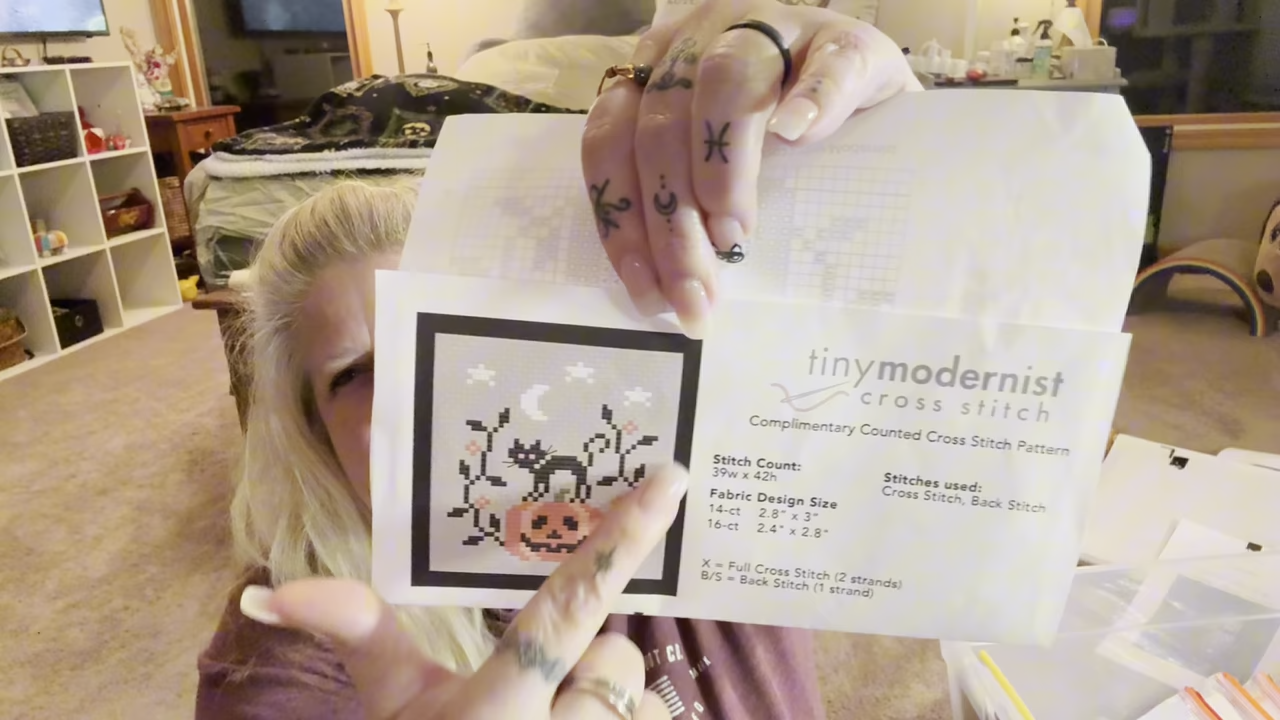 tinymodernist
cross stitch
Complimentary Counted Cross Stitch Pattern
Stitch Count:
39w x 42h
Fabric Design Size
14-ct 2.8" x 3"
16-ct 2.4" x 2.8"
Stitches used:
Cross Stitch, Back Stitch
X = Full Cross Stitch (2 strands)
B/S = Back Stitch (1 strand)